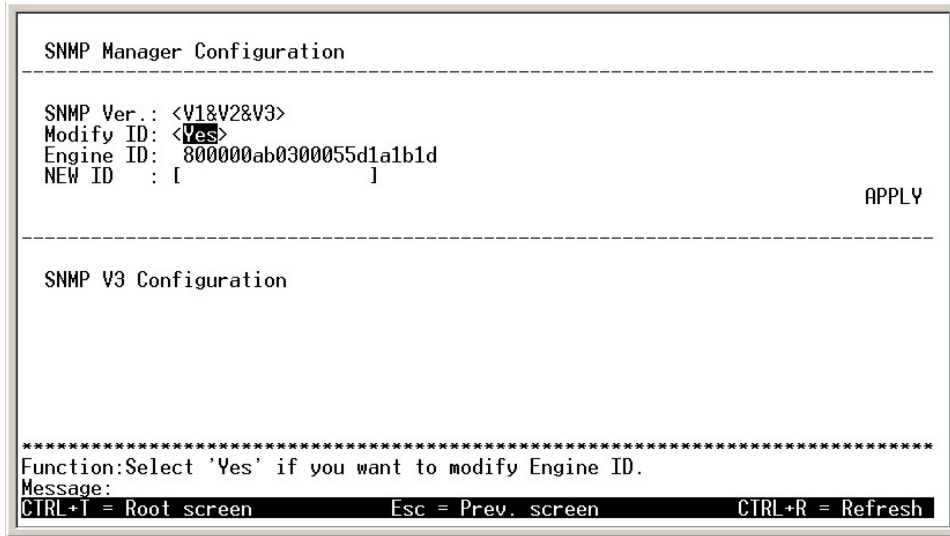 SNMP Manager Configuration
SNMP Ver.: <V1&V2&V3>
Modify ID: <Yes>
Engine ID: 800000ab0300055d1a1b1d
NEW ID : [ ]
APPLY
SNMP V3 Configuration
*******************************************************************************
Function:Select 'Yes' if you want to modify Engine ID.
Message:
CTRL+T = Root screen Esc = Prev. screen CTRL+R = Refresh